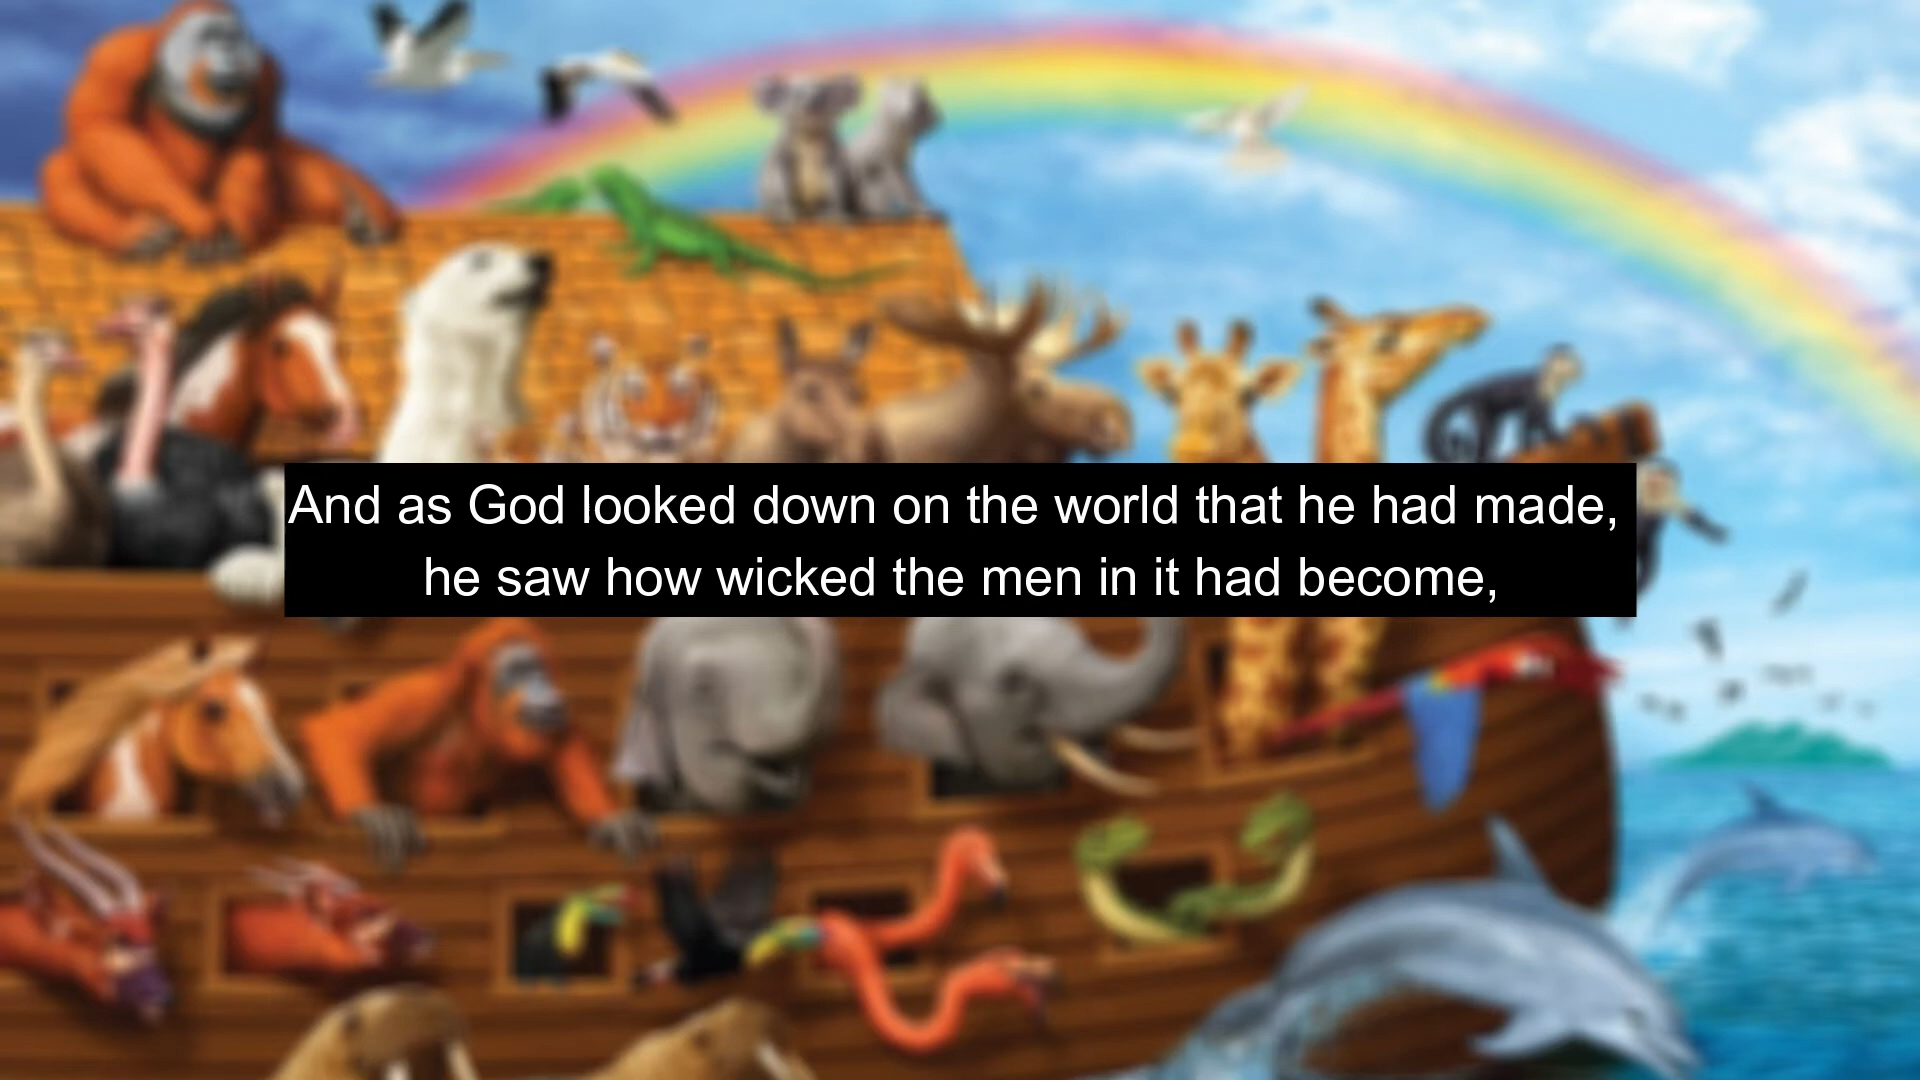 And as God looked down on the world that he had made,
he saw how wicked the men in it had become,